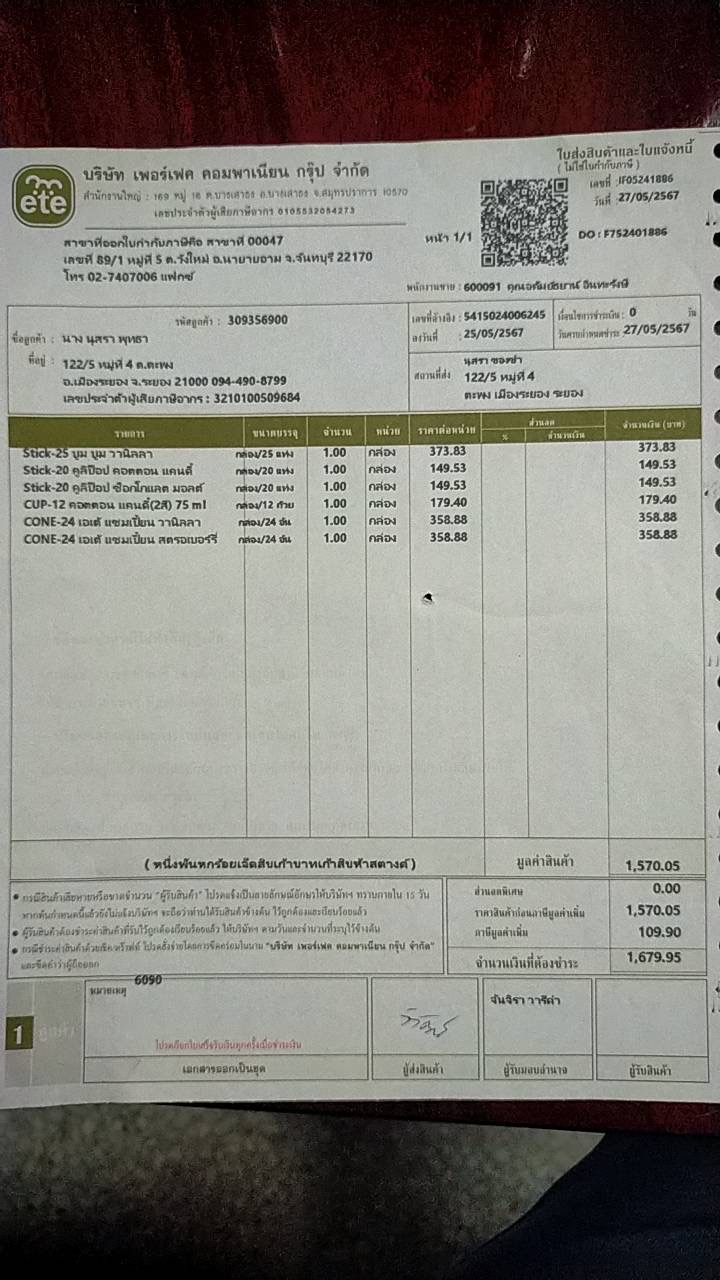 ete
บริษัท เพอร์เฟค คอมพาเนียน กรุ๊ป จำกัด
สำนักงานใหญ่ : 169 หมู่ 16 ต.บางเสาธง อ.บางเสาธง จ.สมุทรปราการ 10570
เลขประจำตัวผู้เสียภาษีอากร 0105532054273
ใบส่งสินค้าและใบแจ้งหนี้
( ไม่ใช่ใบกำกับภาษี )
เลขที่ : IF05241886
วันที่ : 27/05/2567
สาขาที่ออกใบกำกับภาษีคือ สาขาที่ 00047
หน้า 1/1
DO : F752401886
เลขที่ 89/1 หมู่ที่ 5 ต.วังใหม่ อ.นายายอาม จ.จันทบุรี 22170
โทร 02-7407006 แฟกซ์
พนักงานขาย : 600091
รหัสลูกค้า : 309356900
ชื่อลูกค้า : นาง นุสรา พุทธา
ที่อยู่ : 122/5 หมู่ที่ 4 ต.ตะพง
อ.เมืองระยอง จ.ระยอง 21000 094-490-8799
เลขประจำตัวผู้เสียภาษีอากร : 3210100509684
เลขที่อ้างอิง : 5415024006245
ลงวันที่ : 25/05/2567
เงื่อนไขการชำระเงิน : 0 วัน
วันครบกำหนดชำระ : 27/05/2567
นุสรา ของชำ
สถานที่ส่ง 122/5 หมู่ที่ 4
ตะพง เมืองระยอง ระยอง
รายการ ขนาดบรรจุ จำนวน หน่วย ราคาต่อหน่วย ส่วนลด จำนวนเงิน (บาท)
% จำนวนเงิน
Stick-25 บูม บูม วานิลลา กล่อง/25 แท่ง 1.00 กล่อง 373.83 373.83
Stick-20 คูลป๊อป คอตตอน แคนดี้ กล่อง/20 แท่ง 1.00 กล่อง 149.53 149.53
Stick-20 คูลป๊อป ช็อกโกแลต มอลต์ กล่อง/20 แท่ง 1.00 กล่อง 149.53 149.53
CUP-12 คอตตอน แคนดี้(2สี) 75 ml กล่อง/12 ถ้วย 1.00 กล่อง 179.40 179.40
CONE-24 เอเต้ แชมเปี้ยน วานิลลา กล่อง/24 อัน 1.00 กล่อง 358.88 358.88
CONE-24 เอเต้ แชมเปี้ยน สตรอเบอร์รี่ กล่อง/24 อัน 1.00 กล่อง 358.88 358.88
( หนึ่งพันหกร้อยเจ็ดสิบเก้าบาทเก้าสิบห้าสตางค์ )
มูลค่าสินค้า 1,570.05
ส่วนลดพิเศษ 0.00
ราคาสินค้าก่อนภาษีมูลค่าเพิ่ม 1,570.05
ภาษีมูลค่าเพิ่ม 109.90
จำนวนเงินที่ต้องชำระ 1,679.95
• กรณีสินค้าเสียหายหรือขาดจำนวน "ผู้รับสินค้า" โปรดแจ้งเป็นลายลักษณ์อักษรให้บริษัทฯ ทราบภายใน 15 วัน
หากพ้นกำหนดนี้แล้วยังไม่แจ้งบริษัทฯ จะถือว่าท่านได้รับสินค้าข้างต้น ไว้ถูกต้องและเรียบร้อยแล้ว
• ผู้รับสินค้าต้องชำระค่าสินค้าที่รับไว้ถูกต้องและเรียบร้อยแล้ว ให้บริษัทฯ ตามวันและจำนวนที่ระบุไว้ข้างต้น
• กรณีชำระค่าสินค้าด้วยเช็ค/ดราฟท์ โปรดสั่งจ่ายโดยการขีดคร่อมในนาม "บริษัท เพอร์เฟค คอมพาเนียน กรุ๊ป จำกัด"
และขีดฆ่าผู้ถือออก
หมายเหตุ 6090
โปรดเรียกใบเสร็จรับเงินทุกครั้งเมื่อชำระเงิน
จันจิรา วารีคำ
1 ลูกค้า
เอกสารออกเป็นชุด ผู้ส่งสินค้า ผู้รับมอบอำนาจ ผู้รับสินค้า